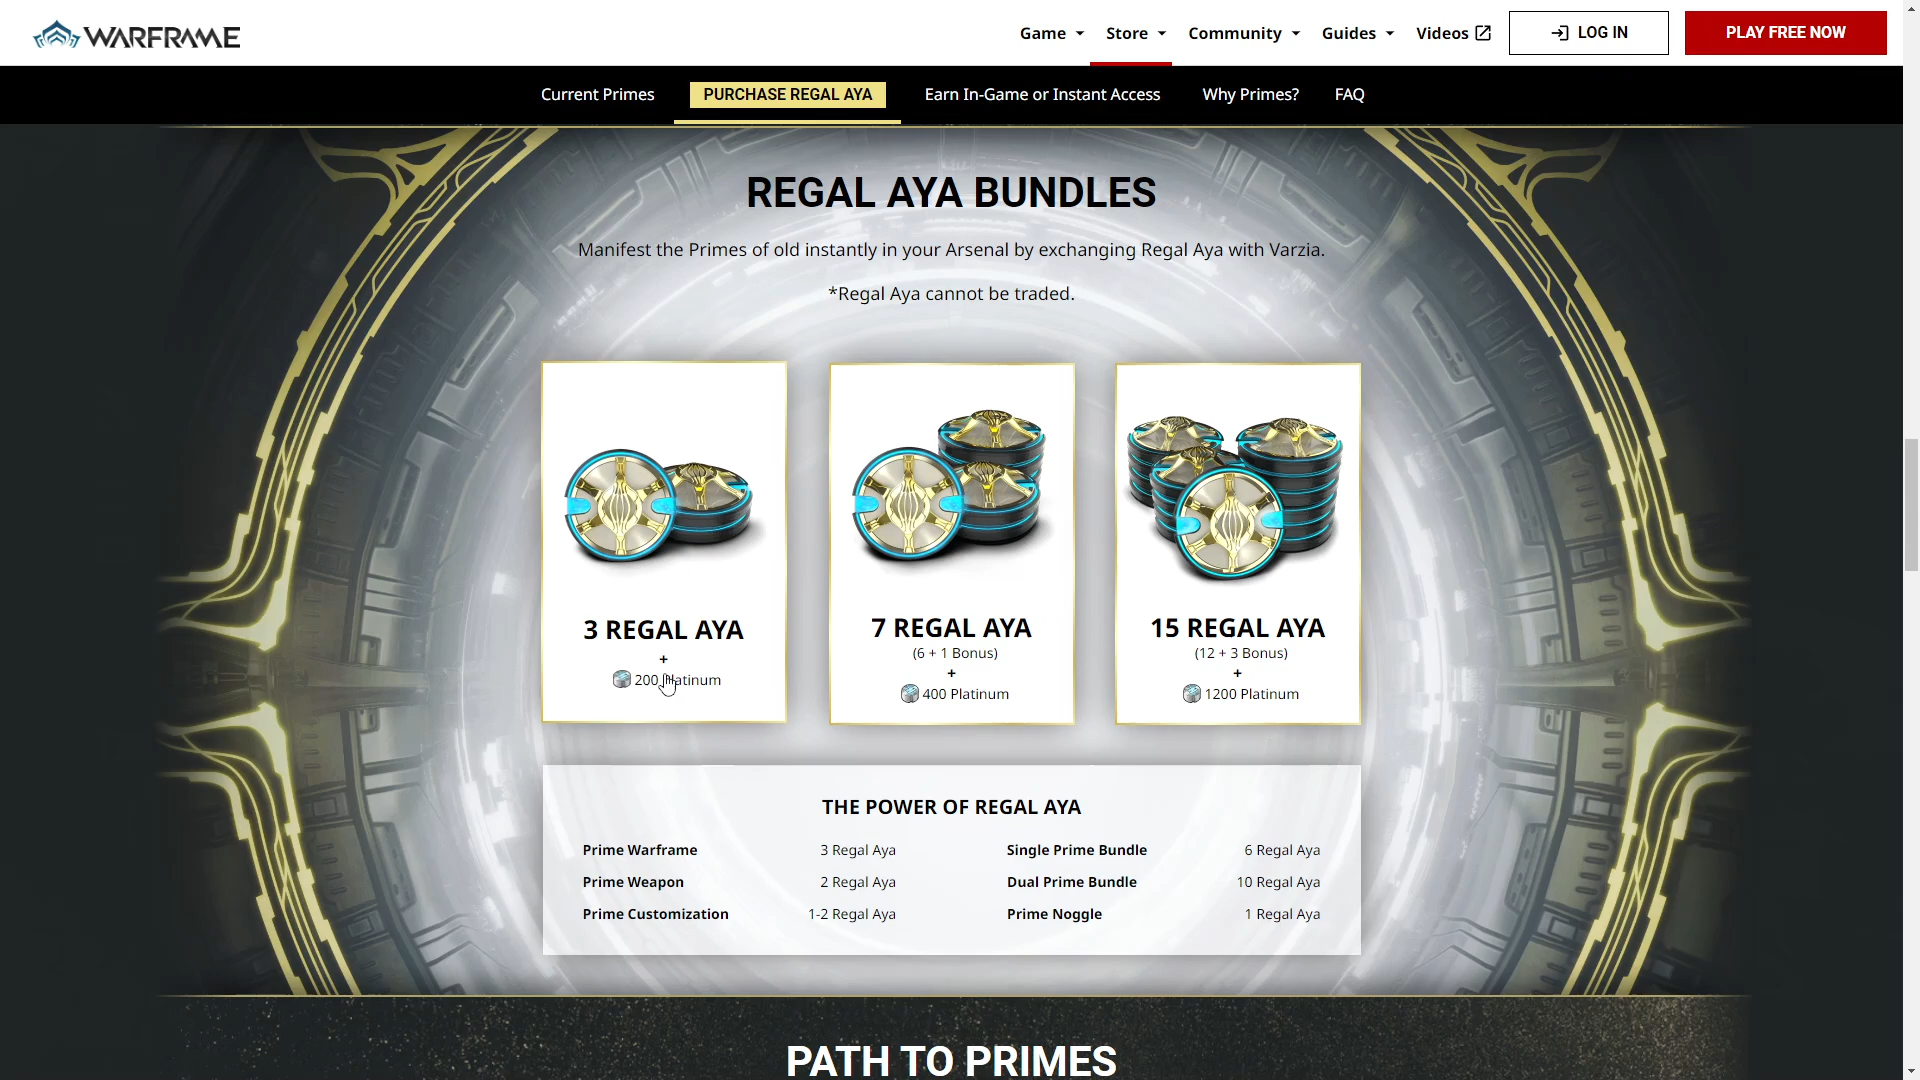 WARFRAME
Game Store Community Guides Videos LOG IN PLAY FREE NOW
Current Primes PURCHASE REGAL AYA Earn In-Game or Instant Access Why Primes? FAQ
REGAL AYA BUNDLES
Manifest the Primes of old instantly in your Arsenal by exchanging Regal Aya with Varzia.
*Regal Aya cannot be traded.
3 REGAL AYA
+
200 Platinum
7 REGAL AYA
(6 + 1 Bonus)
+
400 Platinum
15 REGAL AYA
(12 + 3 Bonus)
+
1200 Platinum
THE POWER OF REGAL AYA
Prime Warframe 3 Regal Aya
Prime Weapon 2 Regal Aya
Prime Customization 1-2 Regal Aya
Single Prime Bundle 6 Regal Aya
Dual Prime Bundle 10 Regal Aya
Prime Noggle 1 Regal Aya
PATH TO PRIMES